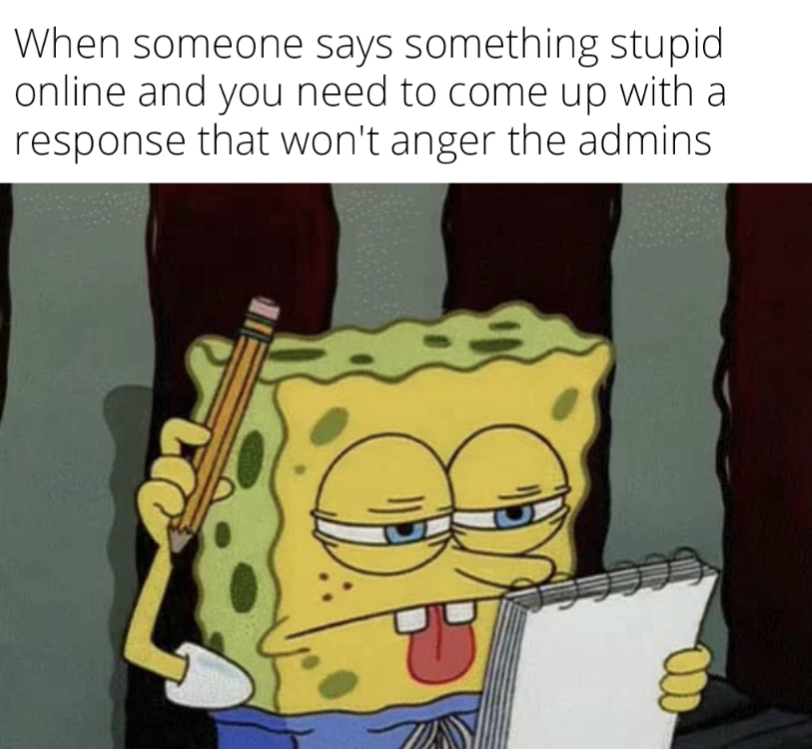 When someone says something stupid
online and you need to come up with a
response that won't anger the admins